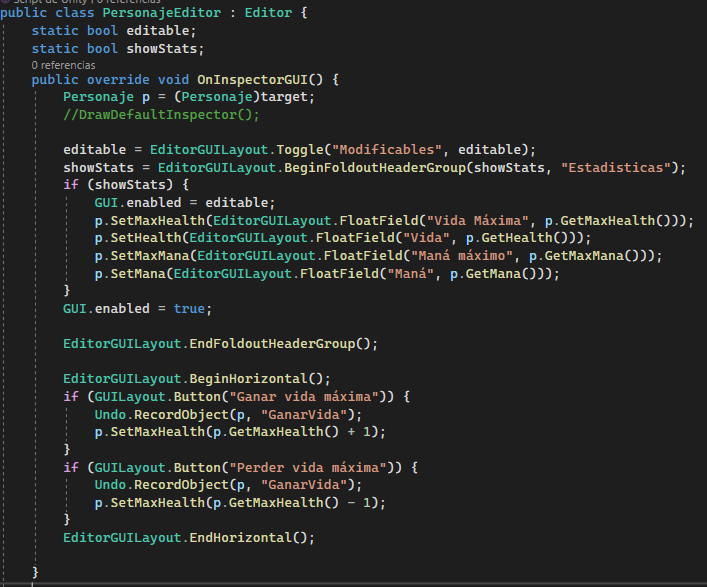 Script de Unity | 0 referencias
public class PersonajeEditor : Editor {
    static bool editable;
    static bool showStats;
    0 referencias
    public override void OnInspectorGUI() {
        Personaje p = (Personaje)target;
        //DrawDefaultInspector();

        editable = EditorGUILayout.Toggle("Modificables", editable);
        showStats = EditorGUILayout.BeginFoldoutHeaderGroup(showStats, "Estadisticas");
        if (showStats) {
            GUI.enabled = editable;
            p.SetMaxHealth(EditorGUILayout.FloatField("Vida Máxima", p.GetMaxHealth()));
            p.SetHealth(EditorGUILayout.FloatField("Vida", p.GetHealth()));
            p.SetMaxMana(EditorGUILayout.FloatField("Maná máximo", p.GetMaxMana()));
            p.SetMana(EditorGUILayout.FloatField("Maná", p.GetMana()));
        }
        GUI.enabled = true;

        EditorGUILayout.EndFoldoutHeaderGroup();

        EditorGUILayout.BeginHorizontal();
        if (GUILayout.Button("Ganar vida máxima")) {
            Undo.RecordObject(p, "GanarVida");
            p.SetMaxHealth(p.GetMaxHealth() + 1);
        }
        if (GUILayout.Button("Perder vida máxima")) {
            Undo.RecordObject(p, "GanarVida");
            p.SetMaxHealth(p.GetMaxHealth() - 1);
        }
        EditorGUILayout.EndHorizontal();

    }